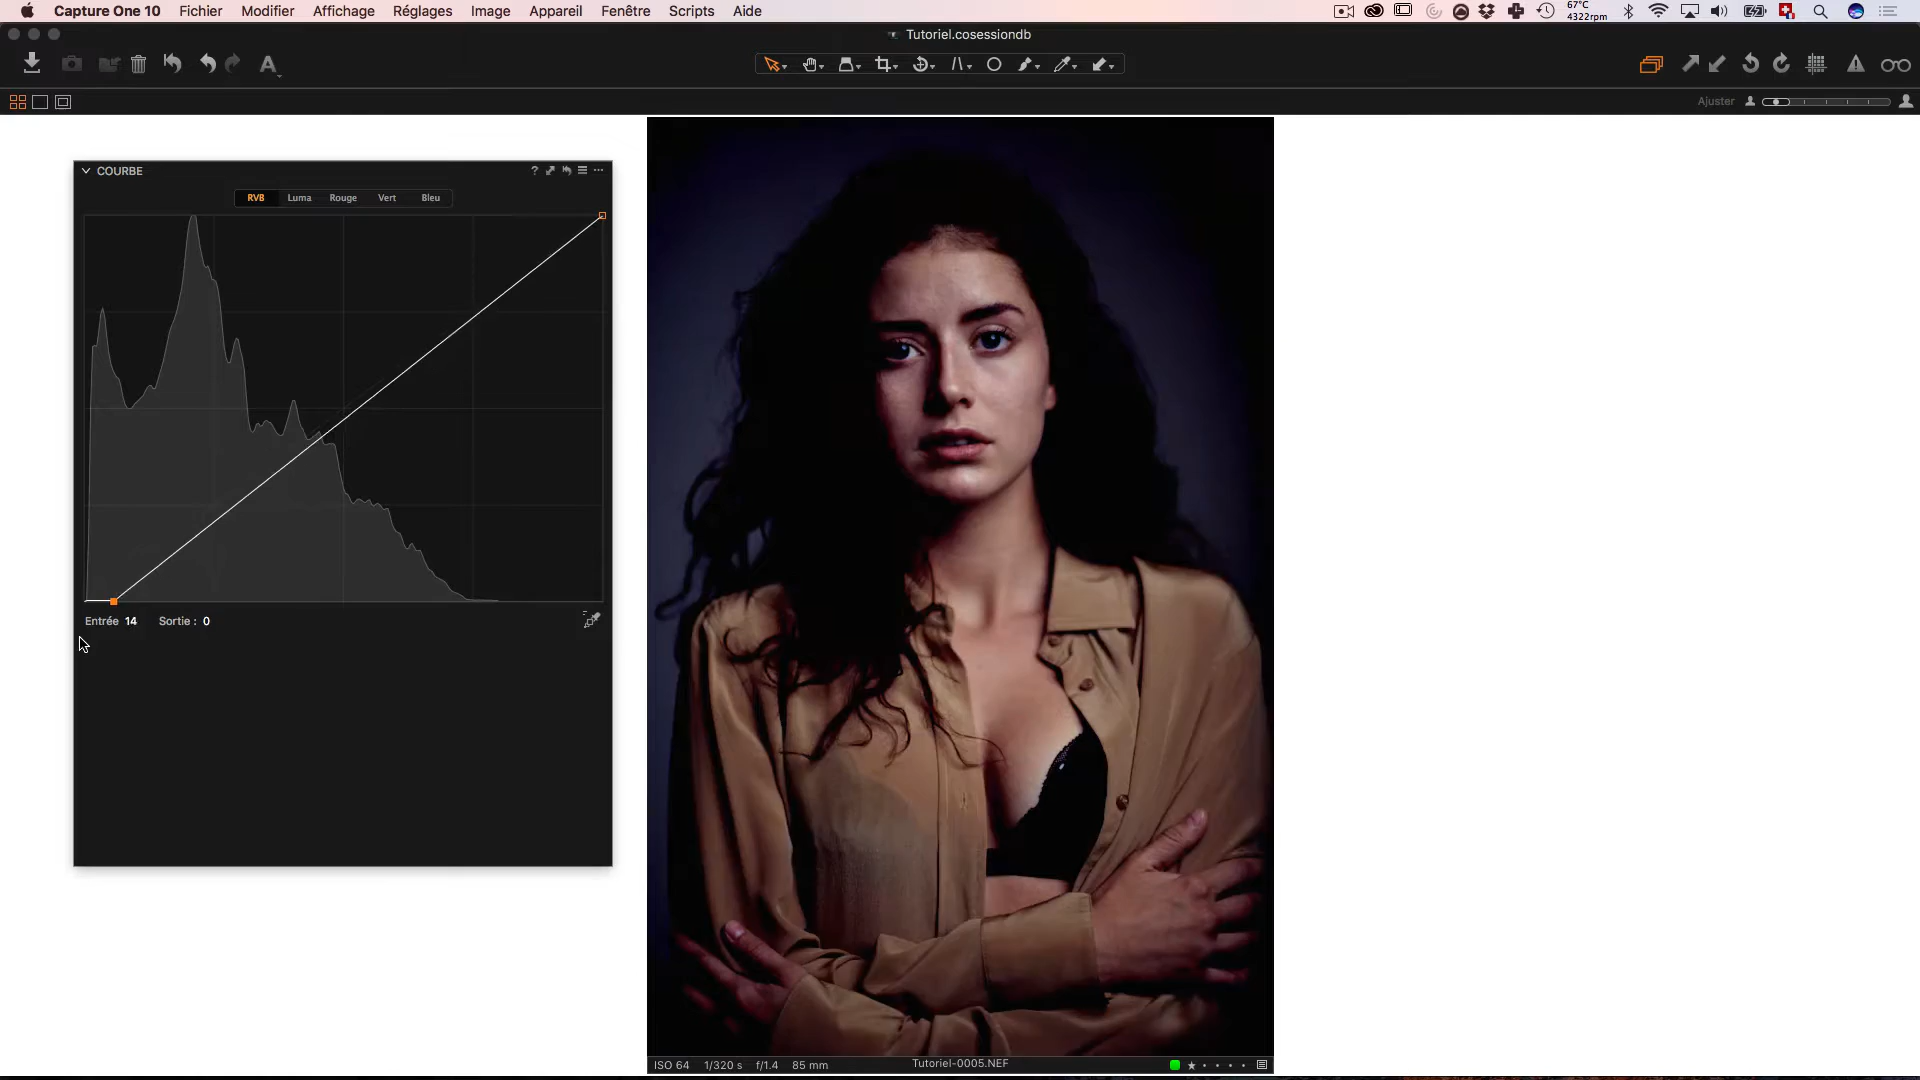 Capture One 10 Fichier Modifier Affichage Réglages Image Appareil Fenêtre Scripts Aide 67°C
4322rpm
Tutoriel.cosessiondb
A
Ajuster
COURBE ?
RVB Luma Rouge Vert Bleu
Entrée 14 Sortie : 0
ISO 64 1/320 s f/1.4 85 mm Tutoriel-0005.NEF